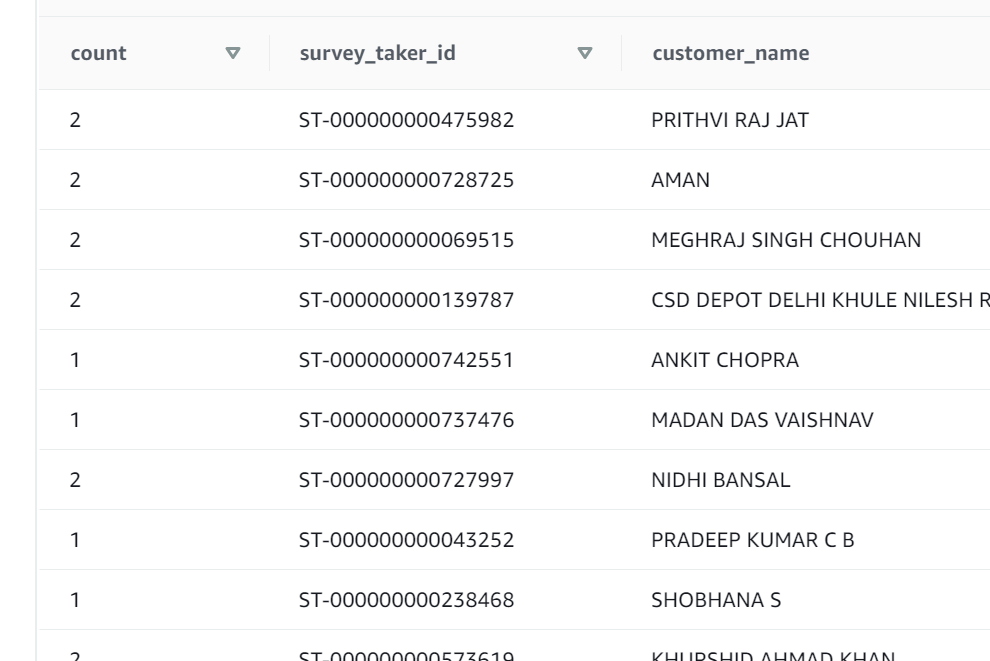 count survey_taker_id customer_name
2 ST-000000000475982 PRITHVI RAJ JAT
2 ST-000000000728725 AMAN
2 ST-000000000069515 MEGHRAJ SINGH CHOUHAN
2 ST-000000000139787 CSD DEPOT DELHI KHULE NILESH R
1 ST-000000000742551 ANKIT CHOPRA
1 ST-000000000737476 MADAN DAS VAISHNAV
2 ST-000000000727997 NIDHI BANSAL
1 ST-000000000043252 PRADEEP KUMAR C B
1 ST-000000000238468 SHOBHANA S
2 ST-000000000573619 KHURSHID AHMAD KHAN